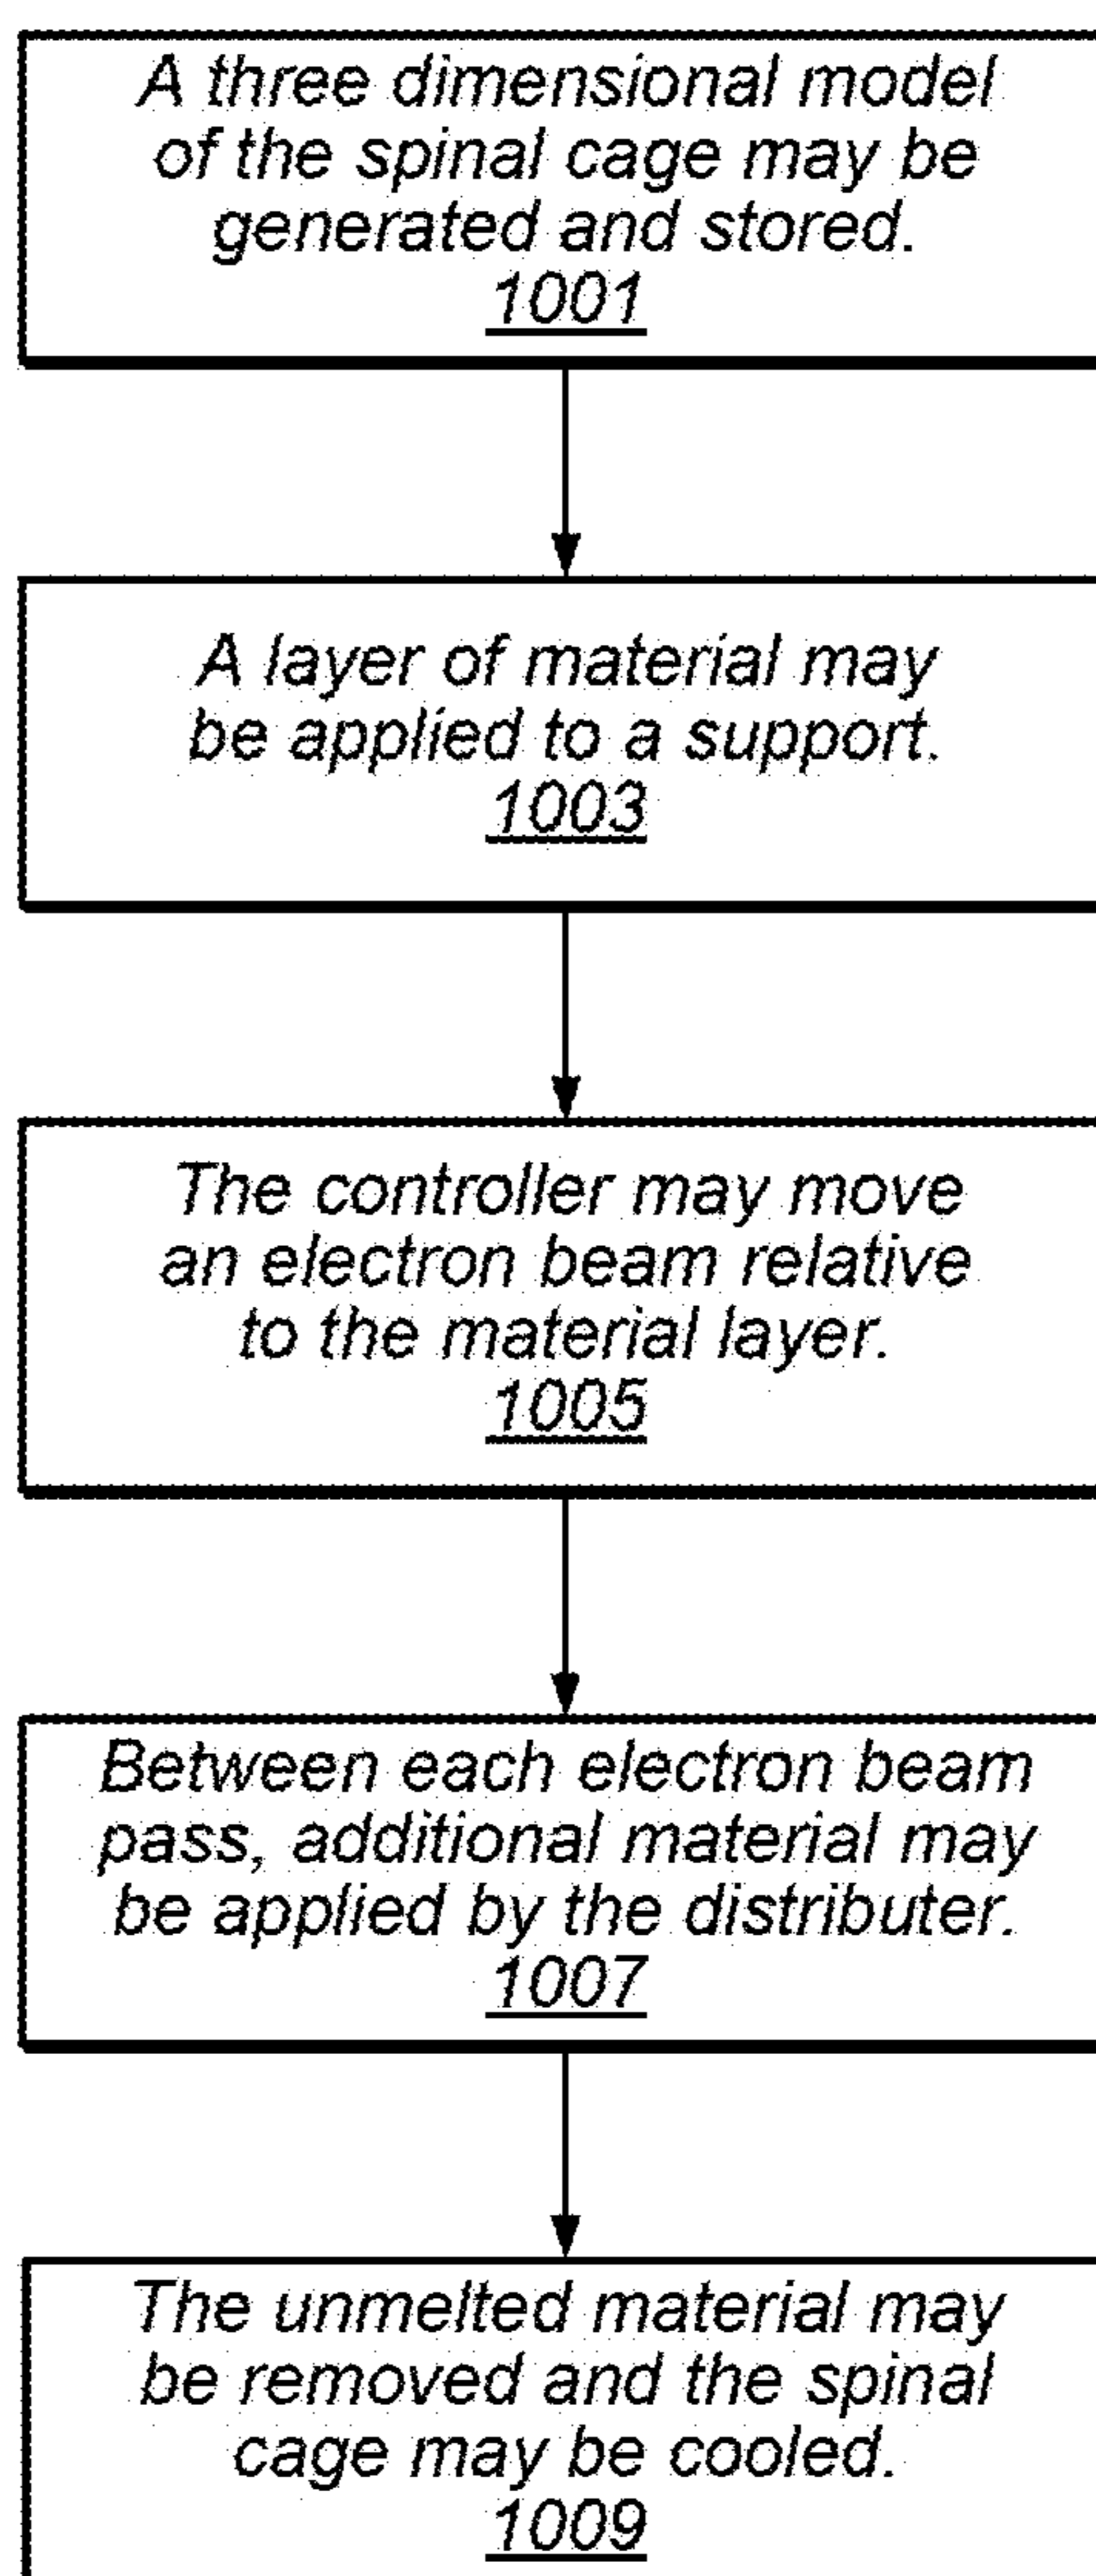 A three dimensional model
of the spinal cage may be
generated and stored.
1001
A layer of material may
be applied to a support.
1003
The controller may move
an electron beam relative
to the material layer.
1005
Between each electron beam
pass, additional material may
be applied by the distributer.
1007
The unmelted material may
be removed and the spinal
cage may be cooled.
1009